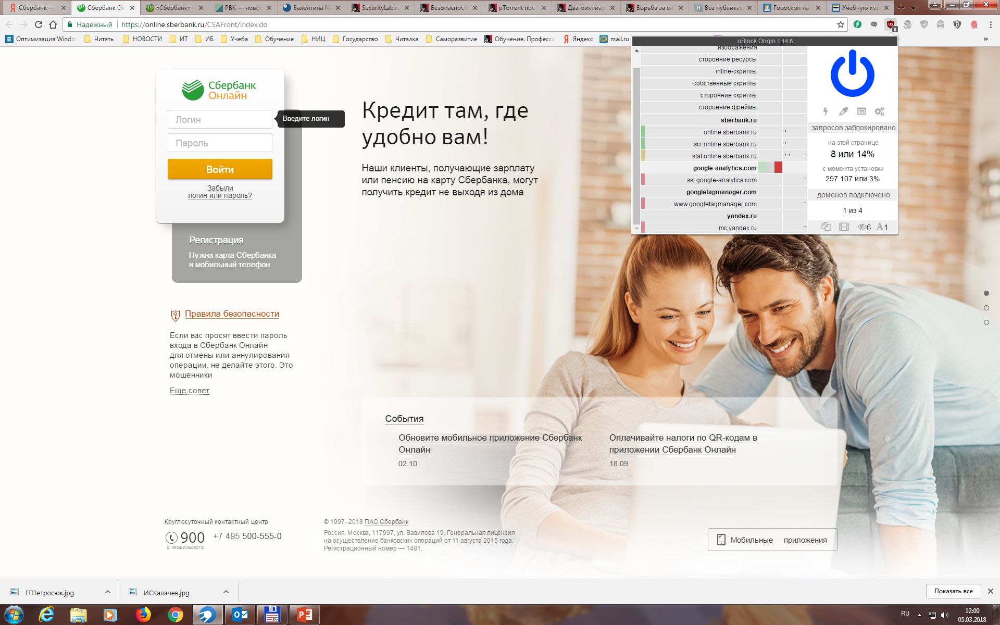 Сбербанк —
Сбербанк Он
«Сбербанк» -
РБК — новос
Валентина М
SecurityLab.ru
Безопасность
µTorrent пост
Два миллиар
Борьба за ок
Все публикац
Гороскоп на
Учебную кор
Надежный
https://online.sberbank.ru/CSAFront/index.do
Оптимизация Windo
Читать
НОВОСТИ
ИТ
ИБ
Учеба
Обучение
НИЦ
Государство
Читалка
Саморазвитие
Обучение. Професси
Яндекс
mail.ru
»
uBlock Origin 1.14.8
изображения
сторонние ресурсы
inline-скрипты
собственные скрипты
сторонние скрипты
сторонние фреймы
sberbank.ru
online.sberbank.ru +
scr.online.sberbank.ru +
stat.online.sberbank.ru ++ −
google-analytics.com
ssl.google-analytics.com −
googletagmanager.com
www.googletagmanager.com −
yandex.ru
mc.yandex.ru −
запросов заблокировано
на этой странице
8 или 14%
с момента установки
297 107 или 3%
доменов подключено
1 из 4
6
A1
Сбербанк
Онлайн
Логин
Введите логин
Пароль
Войти
Забыли
логин или пароль?
Регистрация
Нужна карта Сбербанка
и мобильный телефон
Кредит там, где
удобно вам!
Наши клиенты, получающие зарплату
или пенсию на карту Сбербанка, могут
получить кредит не выходя из дома
Правила безопасности
Если вас просят ввести пароль
входа в Сбербанк Онлайн
для отмены или аннулирования
операции, не делайте этого. Это
мошенники
Еще совет
События
Обновите мобильное приложение Сбербанк
Онлайн
02.10
Оплачивайте налоги по QR-кодам в
приложении Сбербанк Онлайн
18.09
Круглосуточный контактный центр
900
С МОБИЛЬНОГО
+7 495 500-555-0
© 1997–2018 ПАО Сбербанк
Россия, Москва, 117997, ул. Вавилова 19. Генеральная лицензия
на осуществление банковских операций от 11 августа 2015 года.
Регистрационный номер — 1481.
Мобильные приложения
ГГПетросюк.jpg
ИСКалачев.jpg
Показать все
RU
12:00
05.03.2018